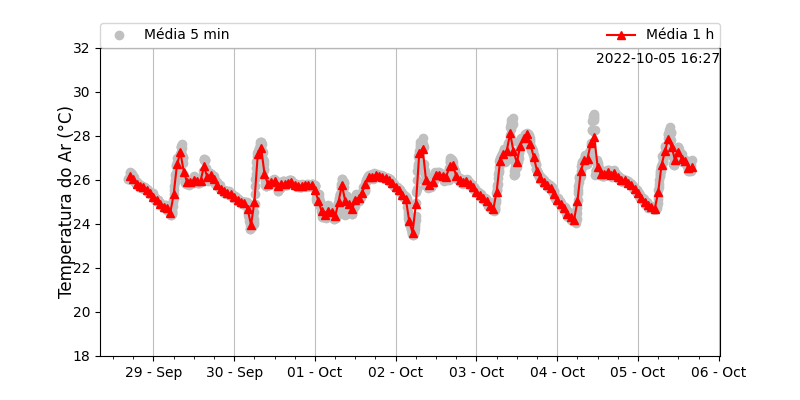 Média 5 min
Média 1 h
2022-10-05 16:27
Temperatura do Ar (°C)
32
30
28
26
24
22
20
18
29 - Sep
30 - Sep
01 - Oct
02 - Oct
03 - Oct
04 - Oct
05 - Oct
06 - Oct